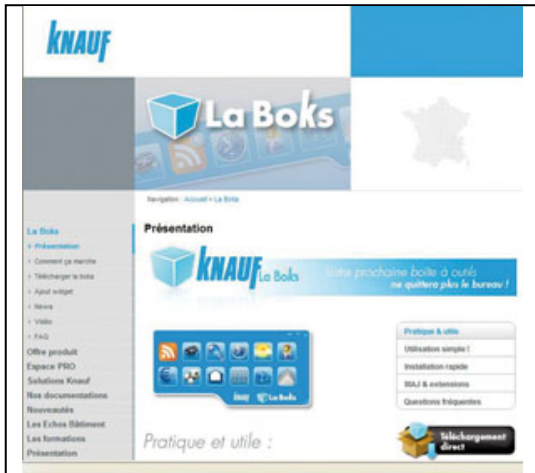 KNAUF
La Boks
Navigation : Accueil » La Boks
La Boks
» Présentation
» Comment ça marche
» Télécharger la boks
» Ajout widget
» News
» Vidéo
» FAQ
Offre produit
Espace PRO
Solutions Knauf
Nos documentations
Nouveautés
Les Echos Bâtiment
Les formations
Présentation
Présentation
KNAUF La Boks
Votre prochaine boîte à outils
ne quittera plus le bureau !
Knauf La Boks
Pratique & utile
Utilisation simple !
Installation rapide
MAJ & extensions
Questions fréquentes
Téléchargement
direct
Pratique et utile :